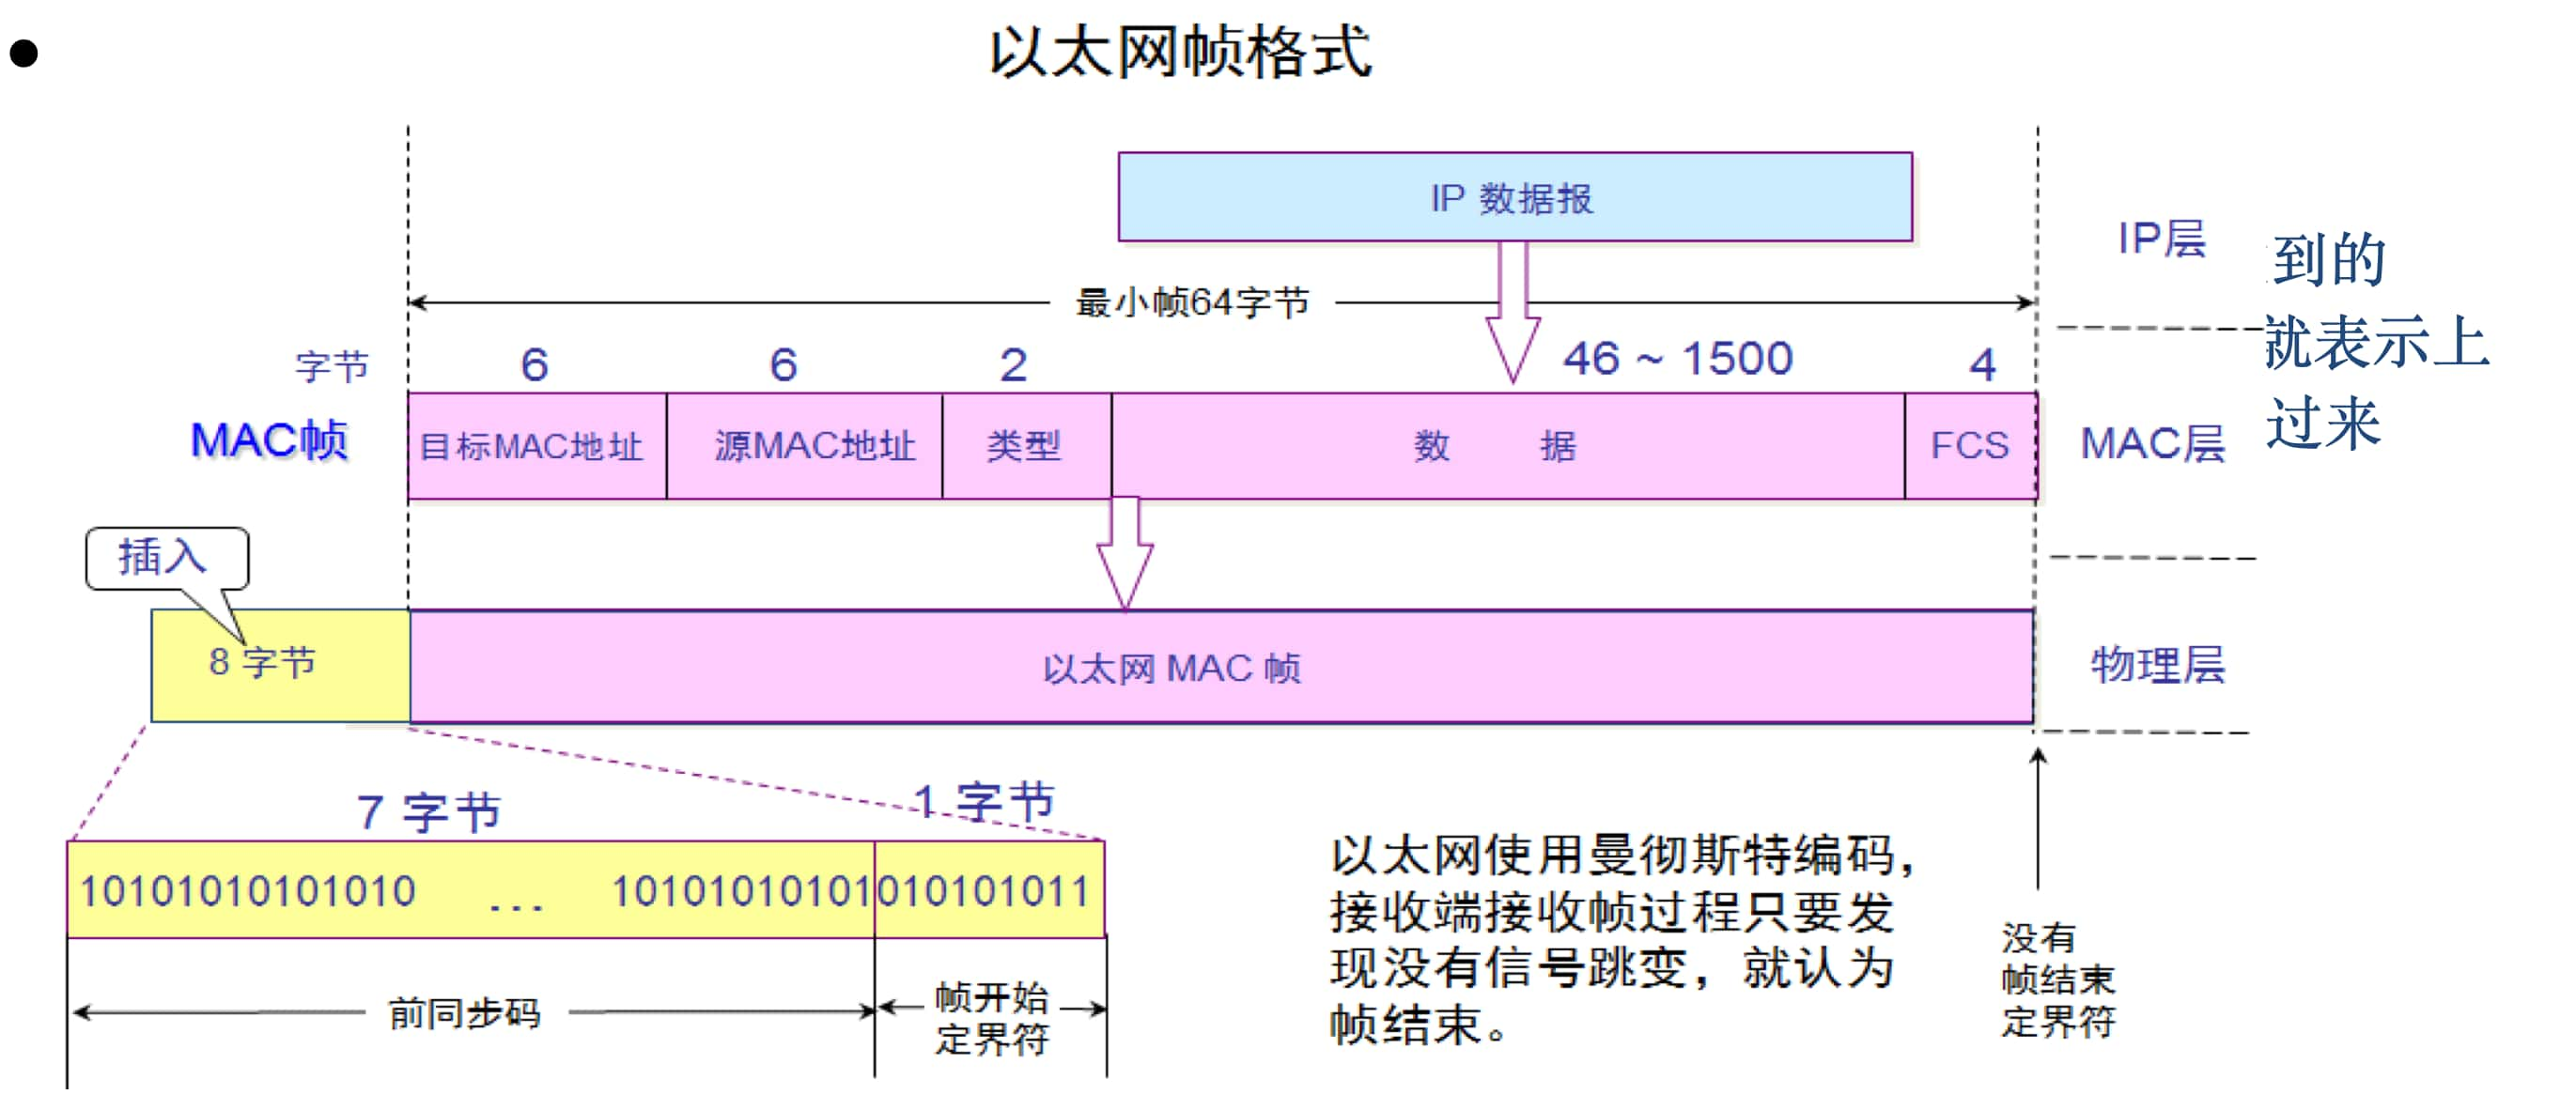 以太网帧格式
IP 数据报
IP层
到的
最小帧64字节
就表示上
字节 6 6 2 46 ~ 1500 4
MAC帧 目标MAC地址 源MAC地址 类型 数 据 FCS MAC层
过来
插入
8 字节 以太网 MAC 帧 物理层
7 字节 1 字节
10101010101010 ... 101010101010 10101011
前同步码
帧开始
定界符
以太网使用曼彻斯特编码，
接收端接收帧过程只要发
现没有信号跳变，就认为
帧结束。
没有
帧结束
定界符